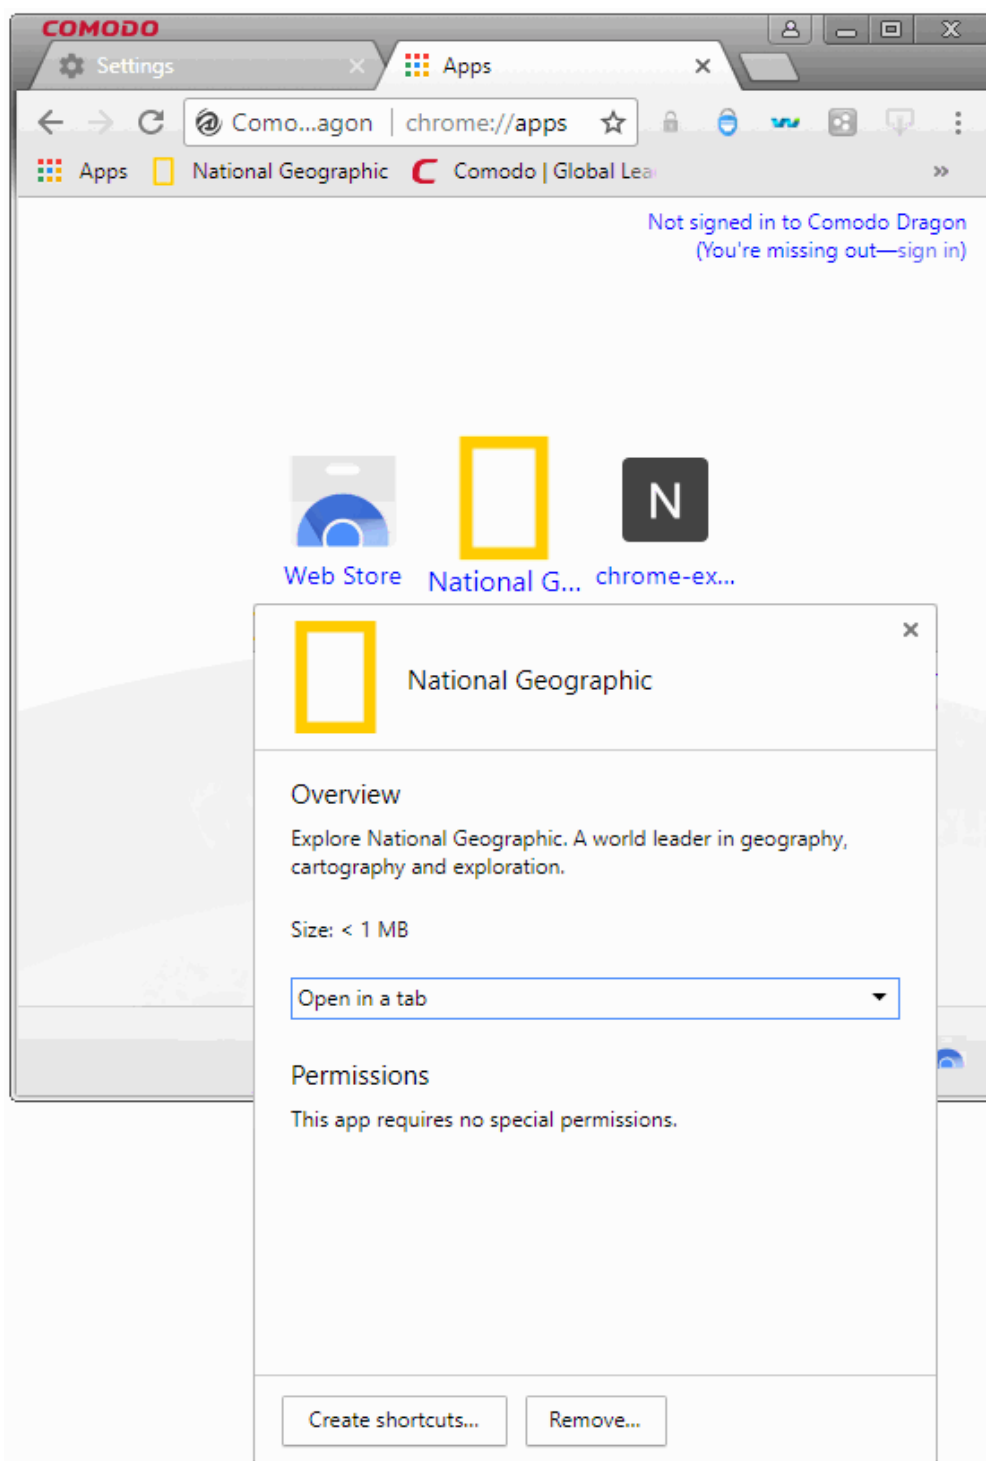 COMODO
Settings
Apps
Como...agon | chrome://apps
Apps National Geographic Comodo | Global Lea
Not signed in to Comodo Dragon
(You're missing out—sign in)
N
Web Store National G... chrome-ex...
National Geographic
Overview
Explore National Geographic. A world leader in geography,
cartography and exploration.
Size: < 1 MB
Open in a tab
Permissions
This app requires no special permissions.
Create shortcuts... Remove...